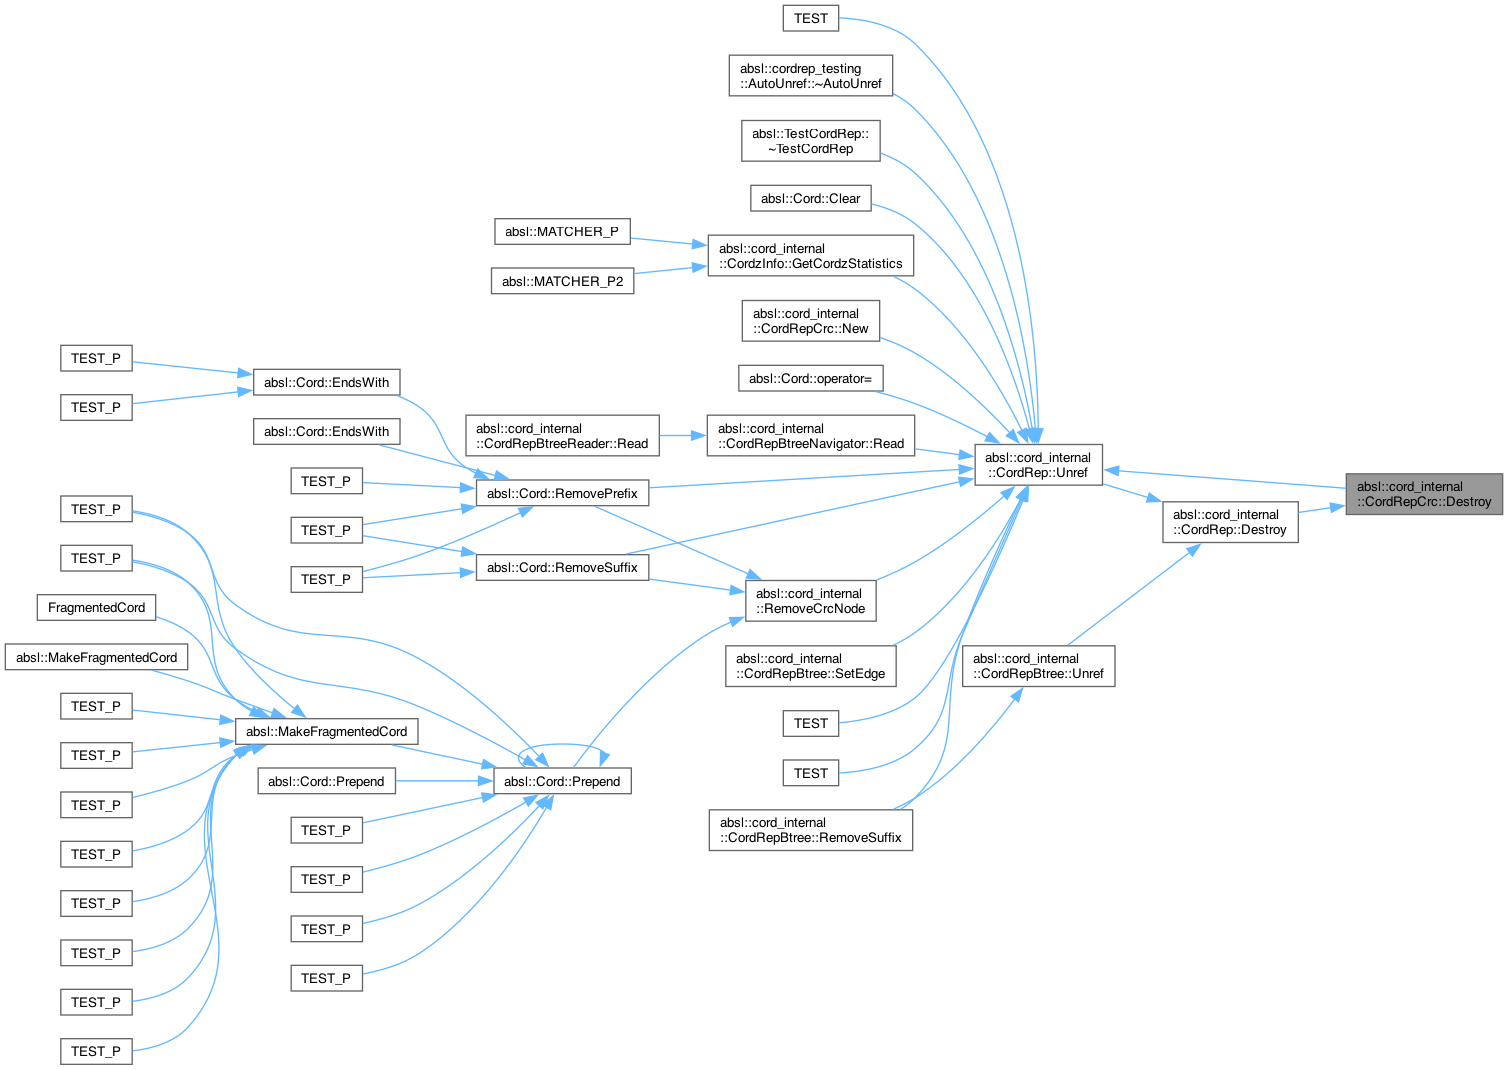 TEST
absl::cordrep_testing
::AutoUnref::~AutoUnref
absl::TestCordRep::
~TestCordRep
absl::Cord::Clear
absl::MATCHER_P
absl::cord_internal
::CordzInfo::GetCordzStatistics
absl::MATCHER_P2
absl::cord_internal
::CordRepCrc::New
TEST_P
absl::Cord::EndsWith
absl::Cord::operator=
TEST_P
absl::Cord::EndsWith
absl::cord_internal
::CordRepBtreeReader::Read
absl::cord_internal
::CordRepBtreeNavigator::Read
absl::cord_internal
::CordRep::Unref
TEST_P
absl::Cord::RemovePrefix
absl::cord_internal
::CordRepCrc::Destroy
TEST_P
TEST_P
absl::cord_internal
::CordRep::Destroy
TEST_P
absl::Cord::RemoveSuffix
TEST_P
absl::cord_internal
::RemoveCrcNode
FragmentedCord
absl::MakeFragmentedCord
absl::cord_internal
::CordRepBtree::SetEdge
absl::cord_internal
::CordRepBtree::Unref
TEST_P
TEST
absl::MakeFragmentedCord
TEST_P
TEST
absl::Cord::Prepend
absl::Cord::Prepend
TEST_P
TEST_P
absl::cord_internal
::CordRepBtree::RemoveSuffix
TEST_P
TEST_P
TEST_P
TEST_P
TEST_P
TEST_P
TEST_P
TEST_P